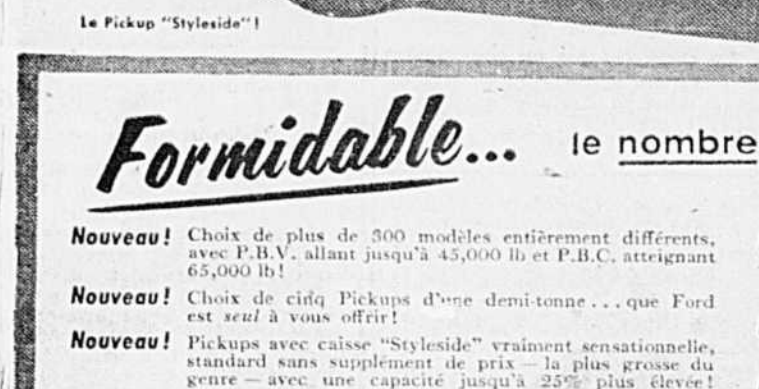 Le Pickup "Styleside"!
Formidable... le nombre
Nouveau! Choix de plus de 300 modèles entièrement différents,
avec P.B.V. allant jusqu'à 45,000 lb et P.B.C. atteignant
65,000 lb!
Nouveau! Choix de cinq Pickups d'une demi-tonne... que Ford
est seul à vous offrir!
Nouveau! Pickups avec caisse "Styleside" vraiment sensationnelle,
standard sans supplément de prix — la plus grosse du
genre — avec une capacité jusqu'à 25% plus élevée!